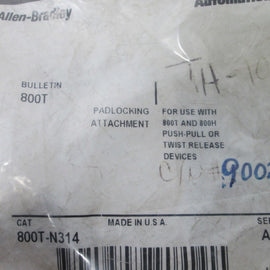 Allen-Bradley
BULLETIN
800T
PADLOCKING
ATTACHMENT
FOR USE WITH
800T AND 800H
PUSH-PULL OR
TWIST RELEASE
DEVICES
CAT
800T-N314
MADE IN U.S.A.